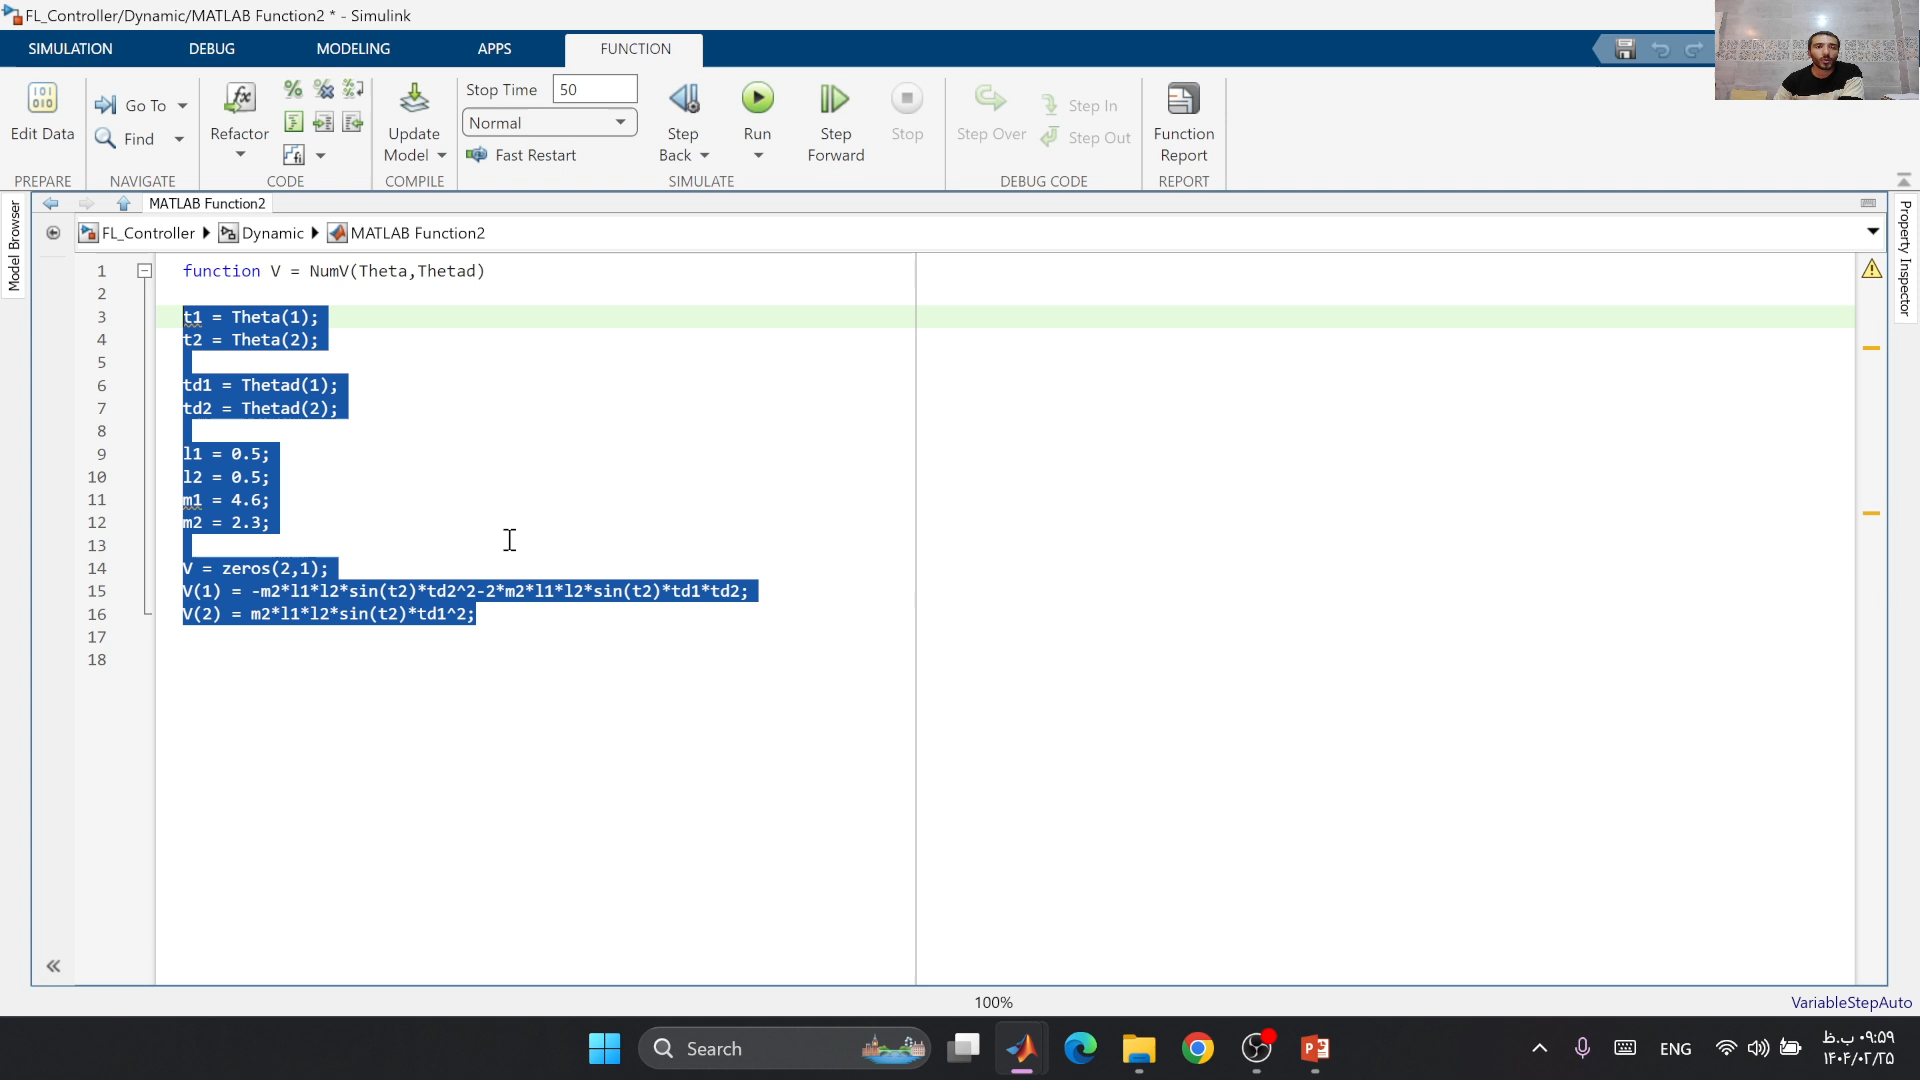 FL_Controller/Dynamic/MATLAB Function2 * - Simulink
SIMULATION
DEBUG
MODELING
APPS
FUNCTION
Edit Data
PREPARE
Go To
Find
NAVIGATE
Refactor
CODE
Update
Model
COMPILE
Stop Time
50
Normal
Fast Restart
Step
Back
Run
Step
Forward
Stop
SIMULATE
Step Over
Step In
Step Out
DEBUG CODE
Function
Report
REPORT
Model Browser
Property Inspector
MATLAB Function2
FL_Controller
Dynamic
MATLAB Function2
1 function V = NumV(Theta,Thetad)
2
3 t1 = Theta(1);
4 t2 = Theta(2);
5
6 td1 = Thetad(1);
7 td2 = Thetad(2);
8
9 l1 = 0.5;
10 l2 = 0.5;
11 m1 = 4.6;
12 m2 = 2.3;
13
14 V = zeros(2,1);
15 V(1) = -m2*l1*l2*sin(t2)*td2^2-2*m2*l1*l2*sin(t2)*td1*td2;
16 V(2) = m2*l1*l2*sin(t2)*td1^2;
17
18
100%
VariableStepAuto
Search
ENG
۰۹:۵۹ ب.ظ
۱۴۰۴/۰۲/۲۵